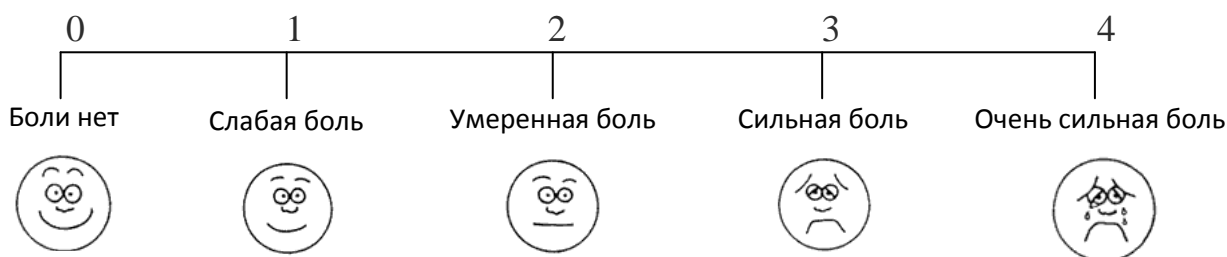 0 1 2 3 4
Боли нет Слабая боль Умеренная боль Сильная боль Очень сильная боль